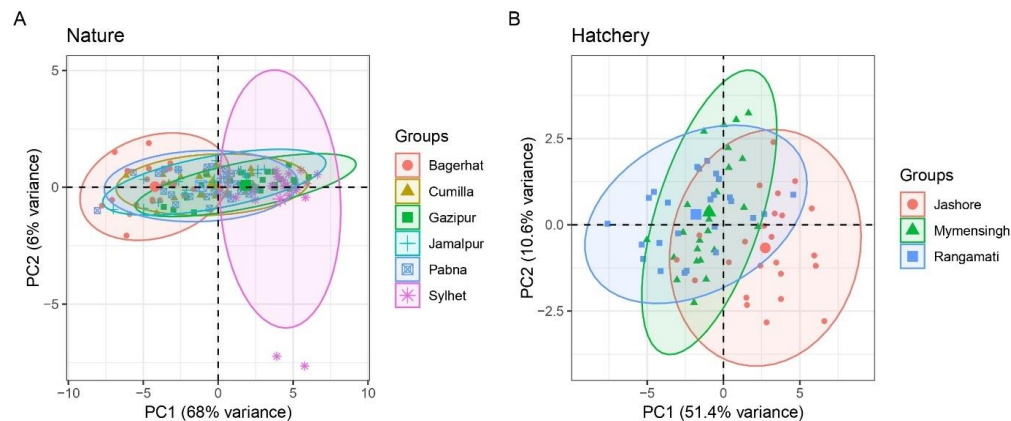 A
Nature
5
0
−5
−10
−5
0
5
10
PC2 (6% variance)
PC1 (68% variance)
Groups
Bagerhat
Cumilla
Gazipur
Jamalpur
Pabna
Sylhet
B
Hatchery
2.5
0.0
−2.5
−5
0
5
PC2 (10.6% variance)
PC1 (51.4% variance)
Groups
Jashore
Mymensingh
Rangamati